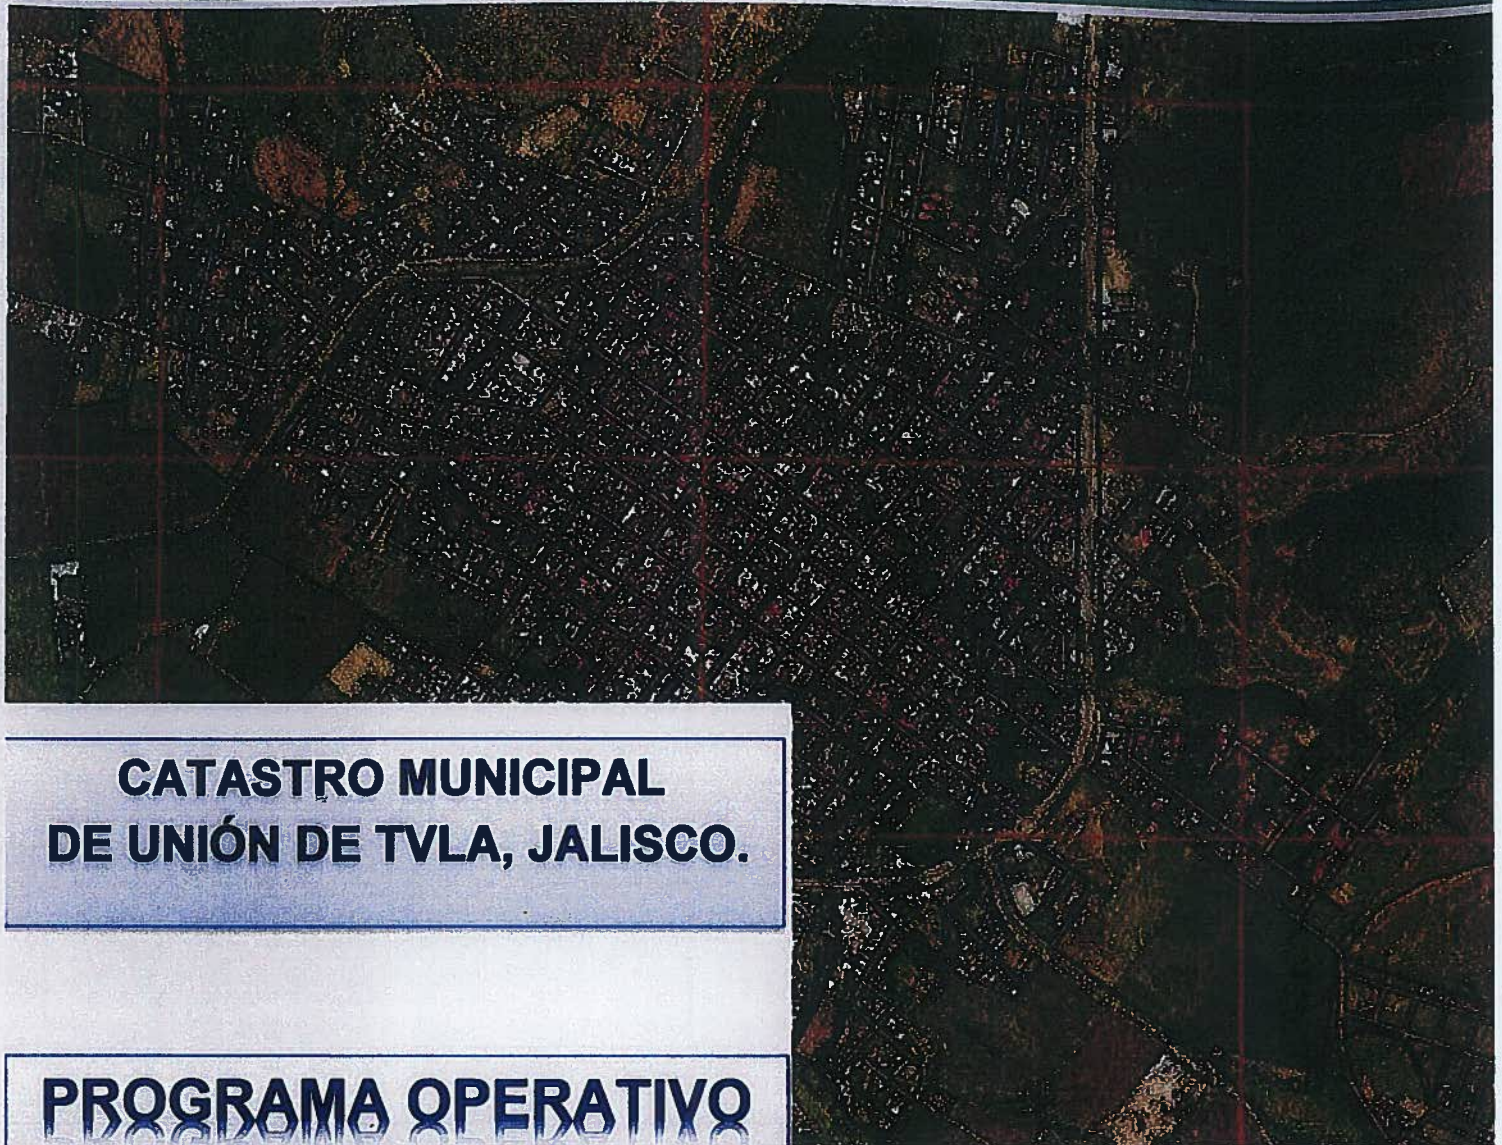 CATASTRO MUNICIPAL
DE UNIÓN DE TVLA, JALISCO.
PROGRAMA OPERATIVO